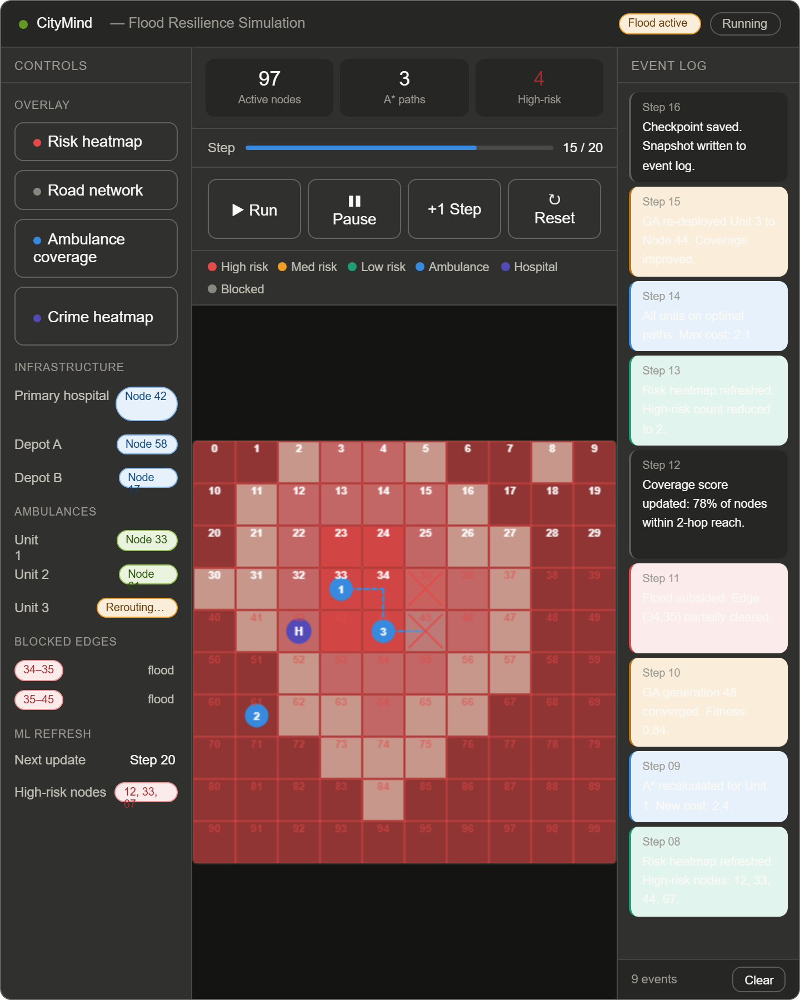 CityMind — Flood Resilience Simulation
Flood active
Running
CONTROLS
OVERLAY
Risk heatmap
Road network
Ambulance
coverage
Crime heatmap
INFRASTRUCTURE
Primary hospital Node 42
Depot A Node 58
Depot B Node
17
AMBULANCES
Unit
1
Node 33
Unit 2 Node
61
Unit 3 Rerouting...
BLOCKED EDGES
34–35 flood
35–45 flood
ML REFRESH
Next update Step 20
High-risk nodes 12, 33,
67
97
Active nodes
3
A* paths
4
High-risk
Step 15 / 20
▶ Run
Pause
+1 Step
↻
Reset
High risk Med risk Low risk Ambulance Hospital
Blocked
0 1 2 3 4 5 6 7 8 9
10 11 12 13 14 15 16 17 18 19
20 21 22 23 24 25 26 27 28 29
30 31 32 33 34 35 36 37 38 39
1
40 41 42 43 45 46 47 48 49
H 3
50 51 52 53 54 55 56 57 58 59
60 61 62 63 64 65 66 67 68 69
2
70 71 72 73 74 75 76 77 78 79
80 81 82 83 84 85 86 87 88 89
90 91 92 93 94 95 96 97 98 99
EVENT LOG
Step 16
Checkpoint saved.
Snapshot written to
event log.
Step 15
GA re-deployed Unit 3 to
Node 44. Coverage
improved.
Step 14
All units on optimal
paths. Max cost: 2.1.
Step 13
Risk heatmap refreshed.
High-risk count reduced
to 2.
Step 12
Coverage score
updated: 78% of nodes
within 2-hop reach.
Step 11
Flood subsided. Edge
(34,35) partially cleared.
Step 10
GA generation 48
converged. Fitness:
0.84.
Step 09
A* recalculated for Unit
1. New cost: 2.4.
Step 08
Risk heatmap refreshed.
High-risk nodes: 12, 33,
44, 67.
9 events
Clear